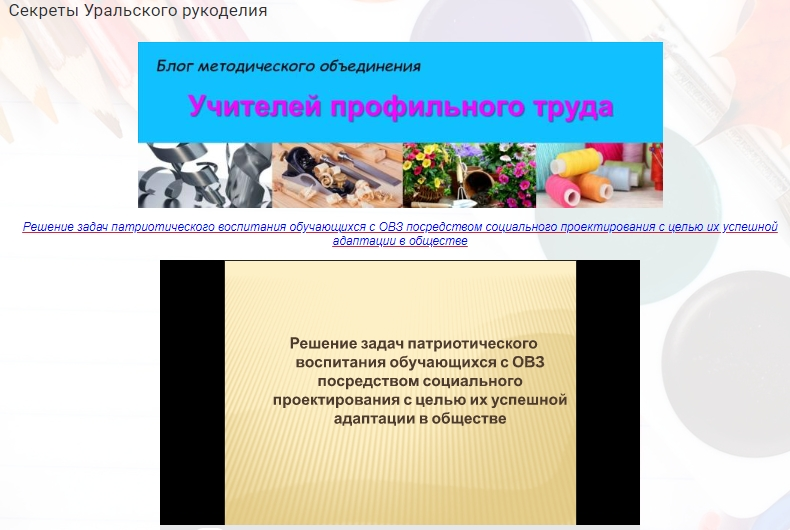 Секреты Уральского рукоделия
Блог методического объединения
Учителей профильного труда
Решение задач патриотического воспитания обучающихся с ОВЗ посредством социального проектирования с целью их успешной
адаптации в обществе
Решение задач патриотического
воспитания обучающихся с ОВЗ
посредством социального
проектирования с целью их успешной
адаптации в обществе